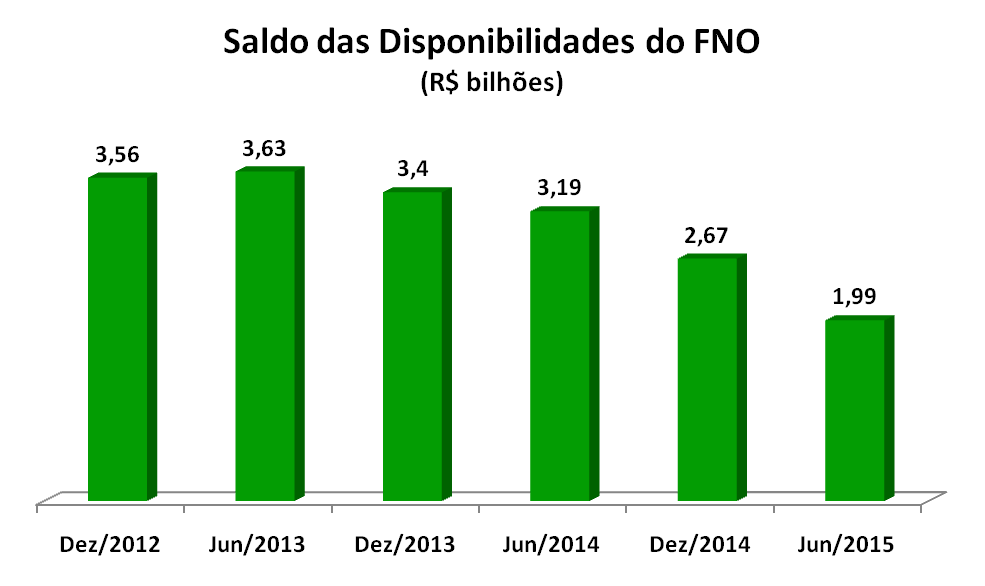 Saldo das Disponibilidades do FNO
(R$ bilhões)
3,56
3,63
3,4
3,19
2,67
1,99
Dez/2012
Jun/2013
Dez/2013
Jun/2014
Dez/2014
Jun/2015